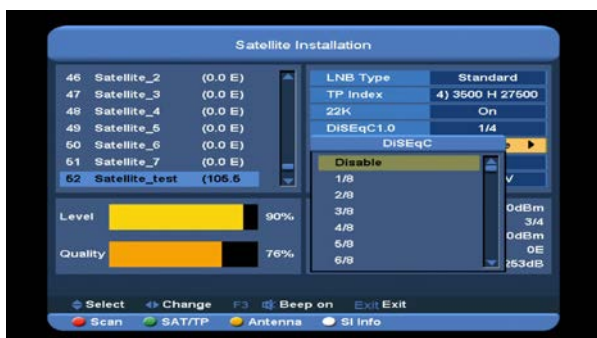 Satellite Installation
46 Satellite_2 (0.0 E)
47 Satellite_3 (0.0 E)
48 Satellite_4 (0.0 E)
49 Satellite_5 (0.0 E)
50 Satellite_6 (0.0 E)
51 Satellite_7 (0.0 E)
52 Satellite_test (105.5
LNB Type Standard
TP Index 4) 3500 H 27500
22K On
DiSEqC1.0 1/4
DiSEqC
Disable
1/8
2/8
3/8
4/8
5/8
6/8
V
0dBm
3/4
0dBm
0E
253dB
Level 90%
Quality 76%
Select Change F3 Beep on Exit Exit
Scan SAT/TP Antenna SI Info